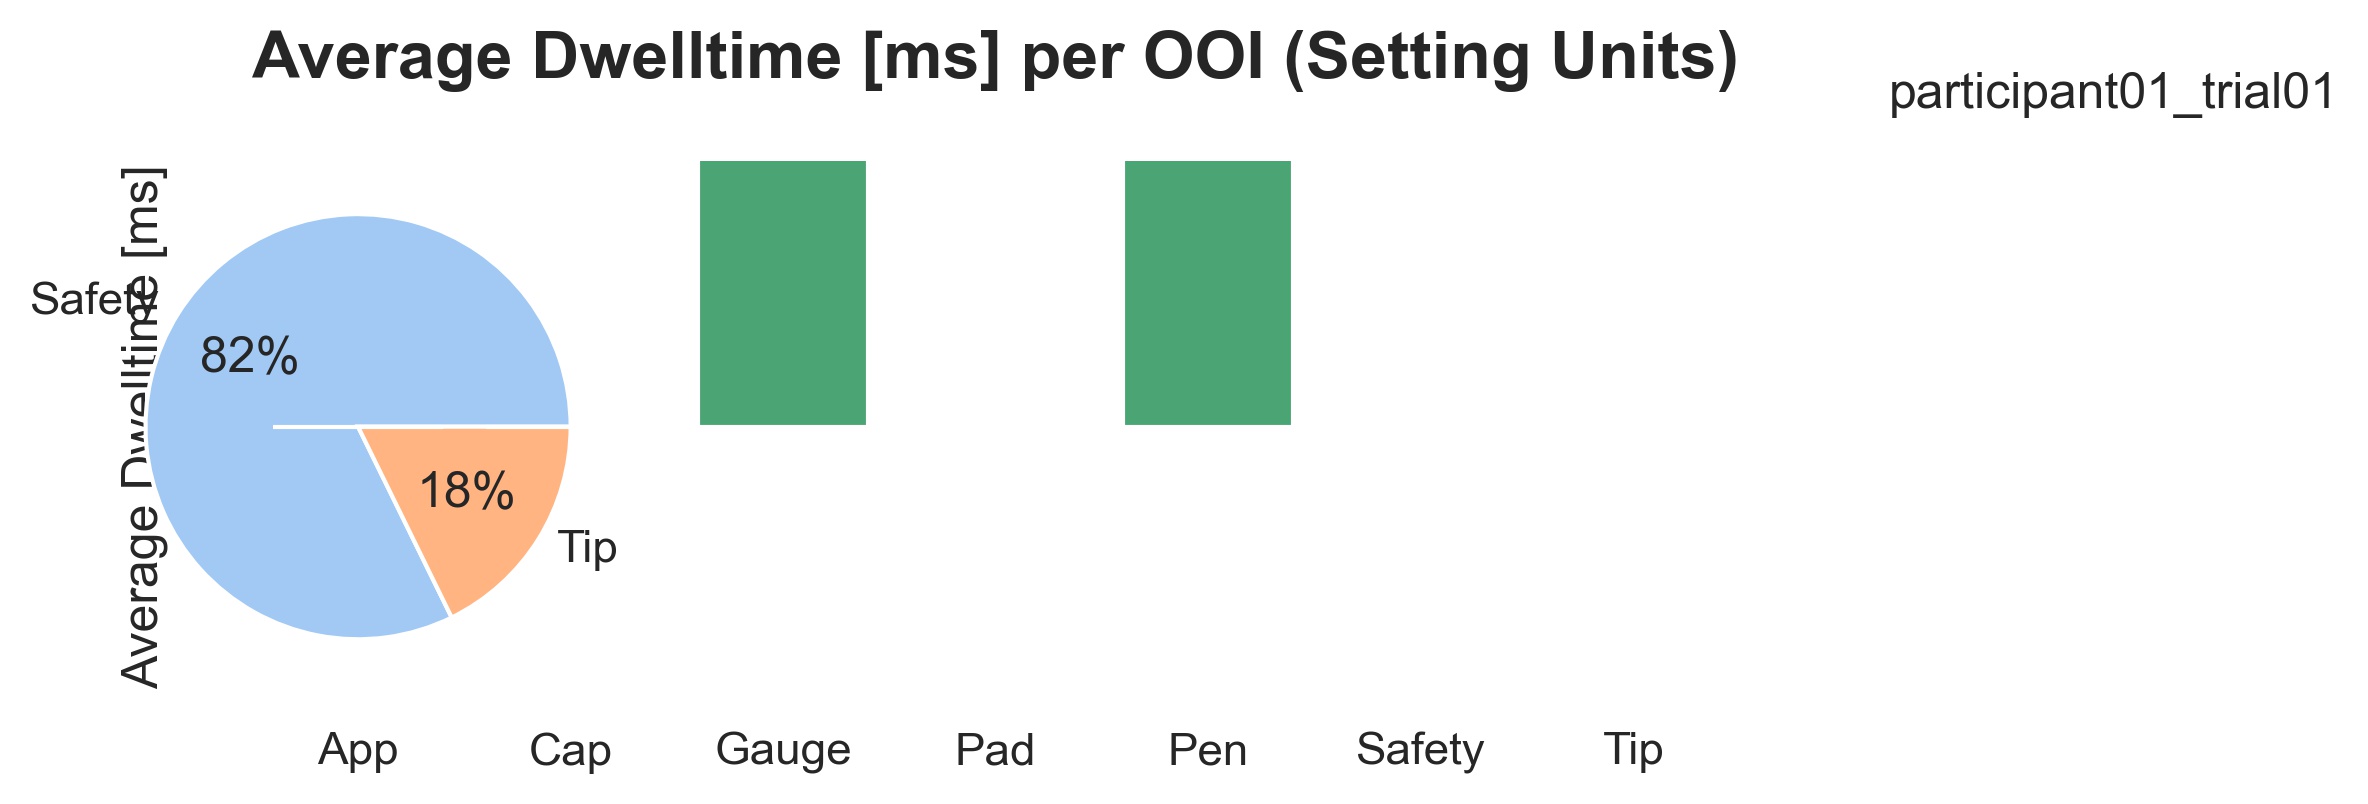 Average Dwelltime [ms] per OOI (Setting Units)
participant01_trial01
Average Dwelltime [ms]
Safety
82%
18%
Tip
App
Cap
Gauge
Pad
Pen
Safety
Tip